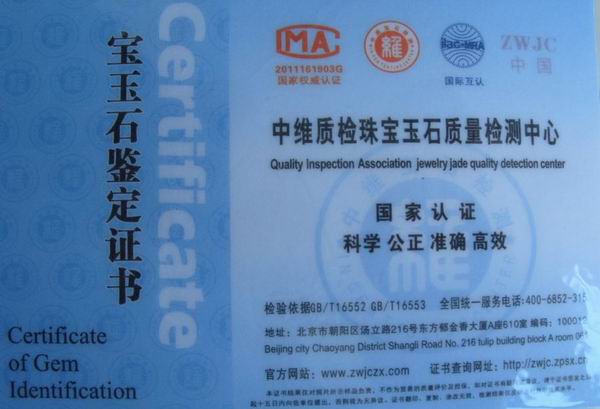 宝玉石鉴定证书
Certificate
Certificate
of Gem
Identification
CMA
2011161903G
国家权威认证
維
ilac-MRA
国际互认
ZWJC
中国
中维质检珠宝玉石质量检测中心
Quality Inspection Association jewelry jade quality detection center
国家认证
科学 公正 准确 高效
检验依据GB/T16552 GB/T16553 全国统一服务电话:400-6852-315
地址: 北京市朝阳区汤立路216号东方郁金香大厦A座610室 编码: 100012
Beijing city Chaoyang District Shangli Road No. 216 tulip building block A room
官方网站: www.zwjczx.com 证书查询网址: http://zwjc.zpsx.cn